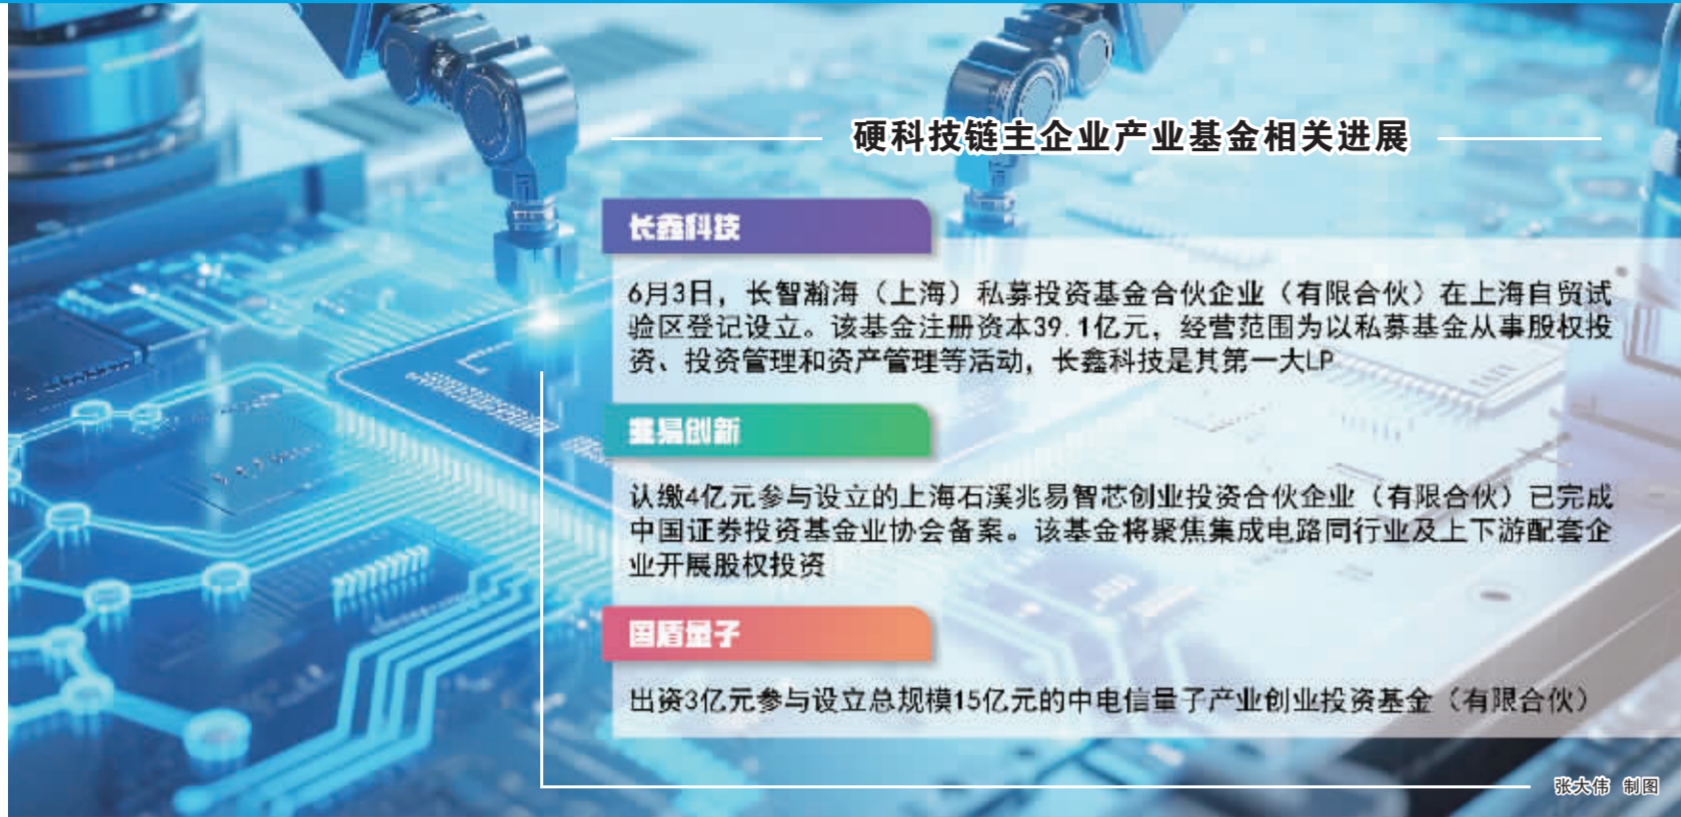 硬科技链主企业产业基金相关进展
长鑫科技
6月3日，长智瀚海（上海）私募投资基金合伙企业（有限合伙）在上海自贸试
验区登记设立。该基金注册资本39.1亿元，经营范围为以私募基金从事股权投
资、投资管理和资产管理等活动，长鑫科技是其第一大LP
兆易创新
认缴4亿元参与设立的上海石溪兆易智芯创业投资合伙企业（有限合伙）已完成
中国证券投资基金业协会备案。该基金将聚焦集成电路同行业及上下游配套企
业开展股权投资
国盾量子
出资3亿元参与设立总规模15亿元的中电信量子产业创业投资基金（有限合伙）
张大伟 制图